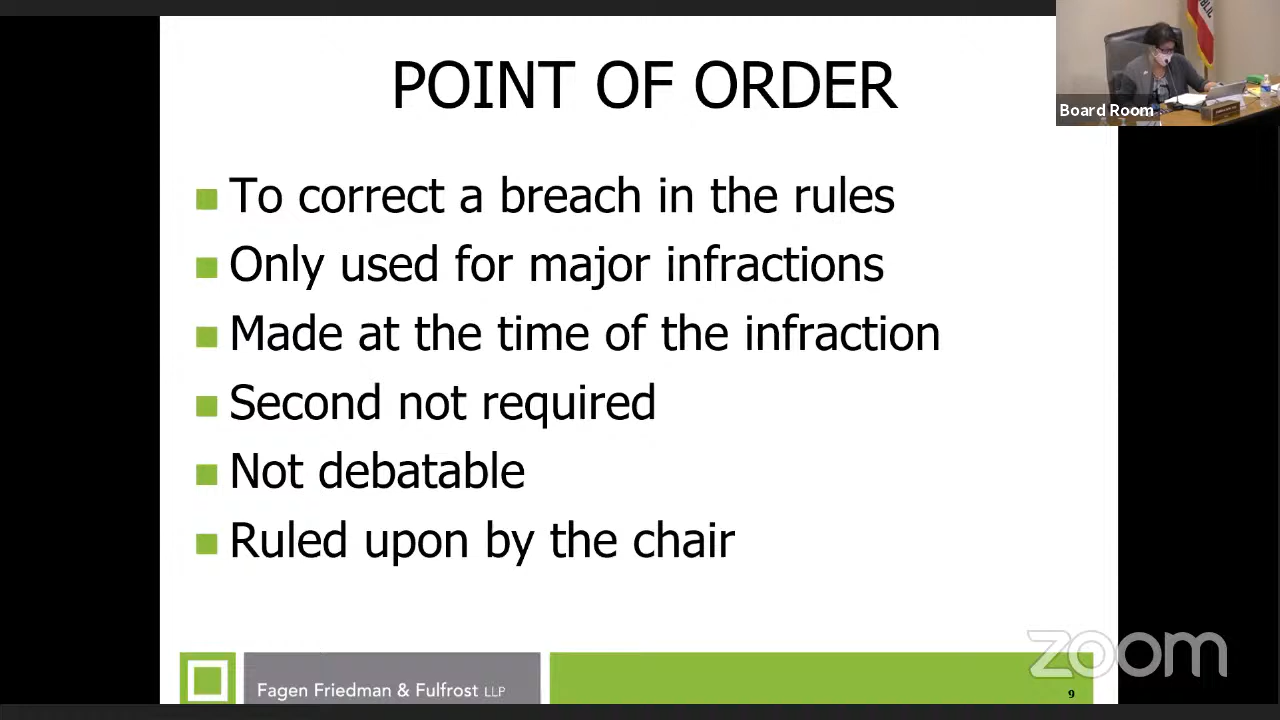 POINT OF ORDER
To correct a breach in the rules
Only used for major infractions
Made at the time of the infraction
Second not required
Not debatable
Ruled upon by the chair
Fagen Friedman & Fulfrost LLP
9
Board Room
zoom